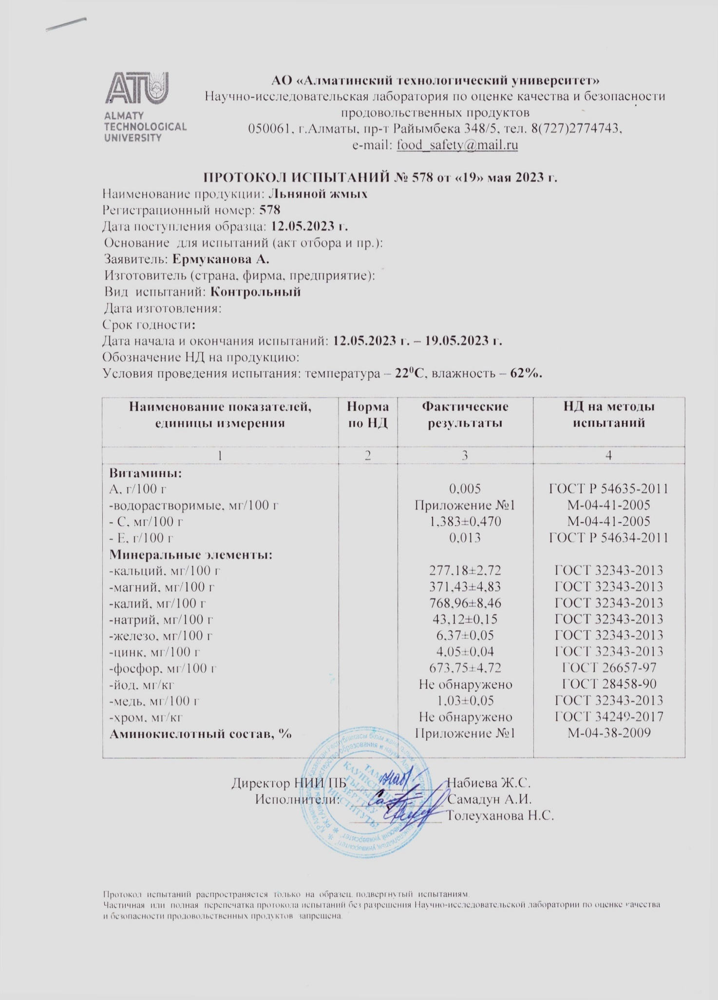 ATU
ALMATY
TECHNOLOGICAL
UNIVERSITY
АО «Алматинский технологический университет»
Научно-исследовательская лаборатория по оценке качества и безопасности
продовольственных продуктов
050061, г.Алматы, пр-т Райымбека 348/5, тел. 8(727)2774743,
e-mail: food_safety@mail.ru
ПРОТОКОЛ ИСПЫТАНИЙ № 578 от «19» мая 2023 г.
Наименование продукции: Льняной жмых
Регистрационный номер: 578
Дата поступления образца: 12.05.2023 г.
Основание для испытаний (акт отбора и пр.):
Заявитель: Ермуканова А.
Изготовитель (страна, фирма, предприятие):
Вид испытаний: Контрольный
Дата изготовления:
Срок годности:
Дата начала и окончания испытаний: 12.05.2023 г. – 19.05.2023 г.
Обозначение НД на продукцию:
Условия проведения испытания: температура – 22⁰С, влажность – 62%.
Наименование показателей, Норма Фактические НД на методы
единицы измерения по НД результаты испытаний
1 2 3 4
Витамины:
А, г/100 г 0,005 ГОСТ Р 54635-2011
-водорастворимые, мг/100 г Приложение №1 М-04-41-2005
- С, мг/100 г 1,383±0,470 М-04-41-2005
- Е, г/100 г 0,013 ГОСТ Р 54634-2011
Минеральные элементы:
-кальций, мг/100 г 277,18±2,72 ГОСТ 32343-2013
-магний, мг/100 г 371,43±4,83 ГОСТ 32343-2013
-калий, мг/100 г 768,96±8,46 ГОСТ 32343-2013
-натрий, мг/100 г 43,12±0,15 ГОСТ 32343-2013
-железо, мг/100 г 6,37±0,05 ГОСТ 32343-2013
-цинк, мг/100 г 4,05±0,04 ГОСТ 32343-2013
-фосфор, мг/100 г 673,75±4,72 ГОСТ 26657-97
-йод, мг/кг Не обнаружено ГОСТ 28458-90
-медь, мг/100 г 1,03±0,05 ГОСТ 32343-2013
-хром, мг/кг Не обнаружено ГОСТ 34249-2017
Аминокислотный состав, % Приложение №1 М-04-38-2009
Директор НИИ ПБ Набиева Ж.С.
Исполнители: Самадун А.И.
Толеуханова Н.С.
ҒЫЛЫМИ
ЗЕРТТЕУ
ИНСТИТУТЫ
Протокол испытаний распространяется только на образец, подвергнутый испытаниям.
Частичная или полная перепечатка протокола испытаний без разрешения Научно-исследовательской лаборатории по оценке качества
и безопасности продовольственных продуктов запрещена.